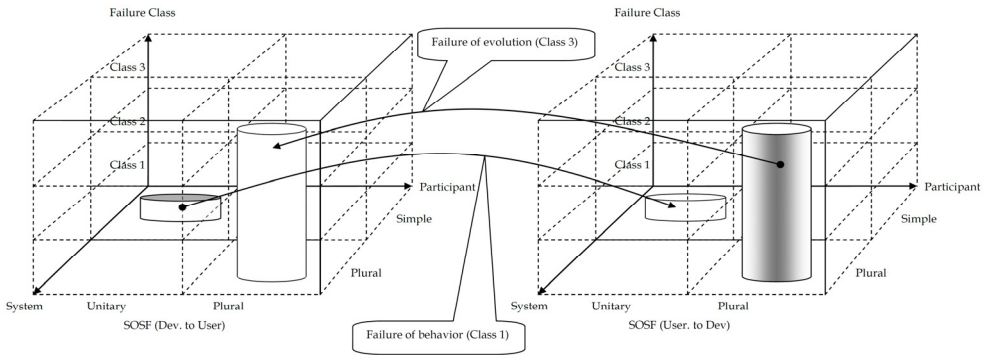 Failure Class
Class 3
Class 2
Class 1
Participant
Simple
Plural
System
Unitary
Plural
SOSF (Dev. to User)
Failure of evolution (Class 3)
Failure of behavior (Class 1)
Failure Class
Class 3
Class 2
Class 1
Participant
Simple
Plural
System
Unitary
Plural
SOSF (User. to Dev)